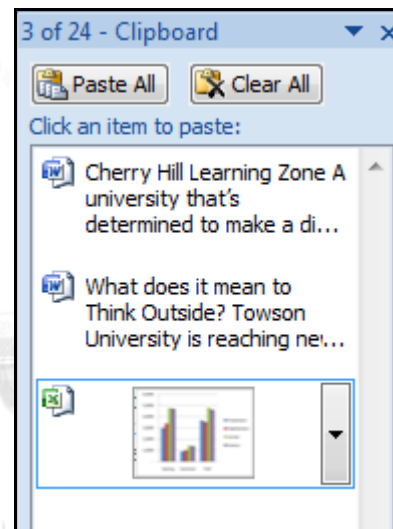 3 of 24 - Clipboard
Paste All Clear All
Click an item to paste:
Cherry Hill Learning Zone A
university that's
determined to make a di...
What does it mean to
Think Outside? Towson
University is reaching nev...